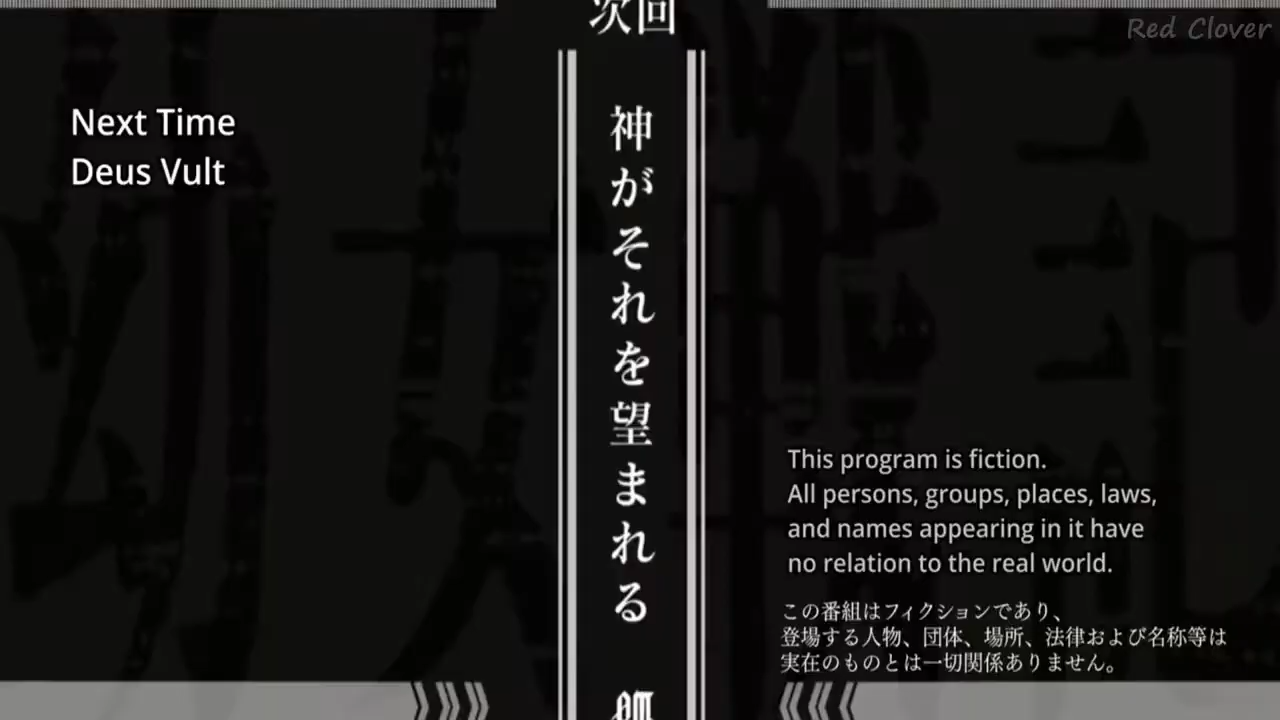 Red Clover
次回
Next Time
Deus Vult
神がそれを望まれる
This program is fiction.
All persons, groups, places, laws,
and names appearing in it have
no relation to the real world.
この番組はフィクションであり、
登場する人物、団体、場所、法律および名称等は
実在のものとは一切関係ありません。